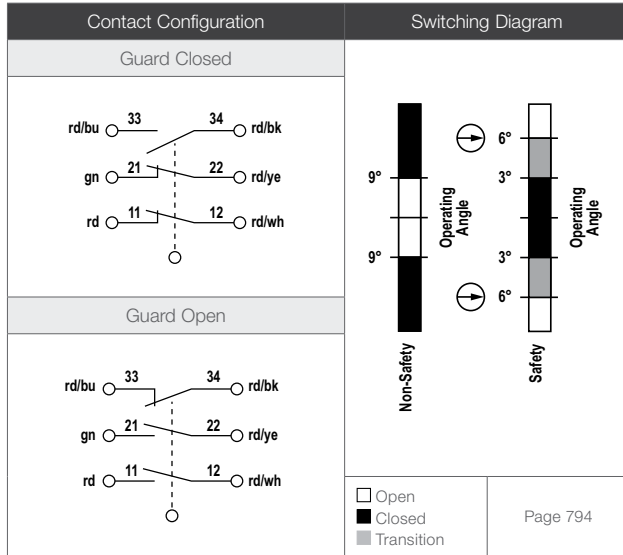 Contact Configuration
Switching Diagram
Guard Closed
rd/bu 33 34 rd/bk
gn 21 22 rd/ye
rd 11 12 rd/wh
Guard Open
rd/bu 33 34 rd/bk
gn 21 22 rd/ye
rd 11 12 rd/wh
9°
9°
Operating
Angle
Non-Safety
6°
3°
3°
6°
Operating
Angle
Safety
Open
Closed
Transition
Page 794